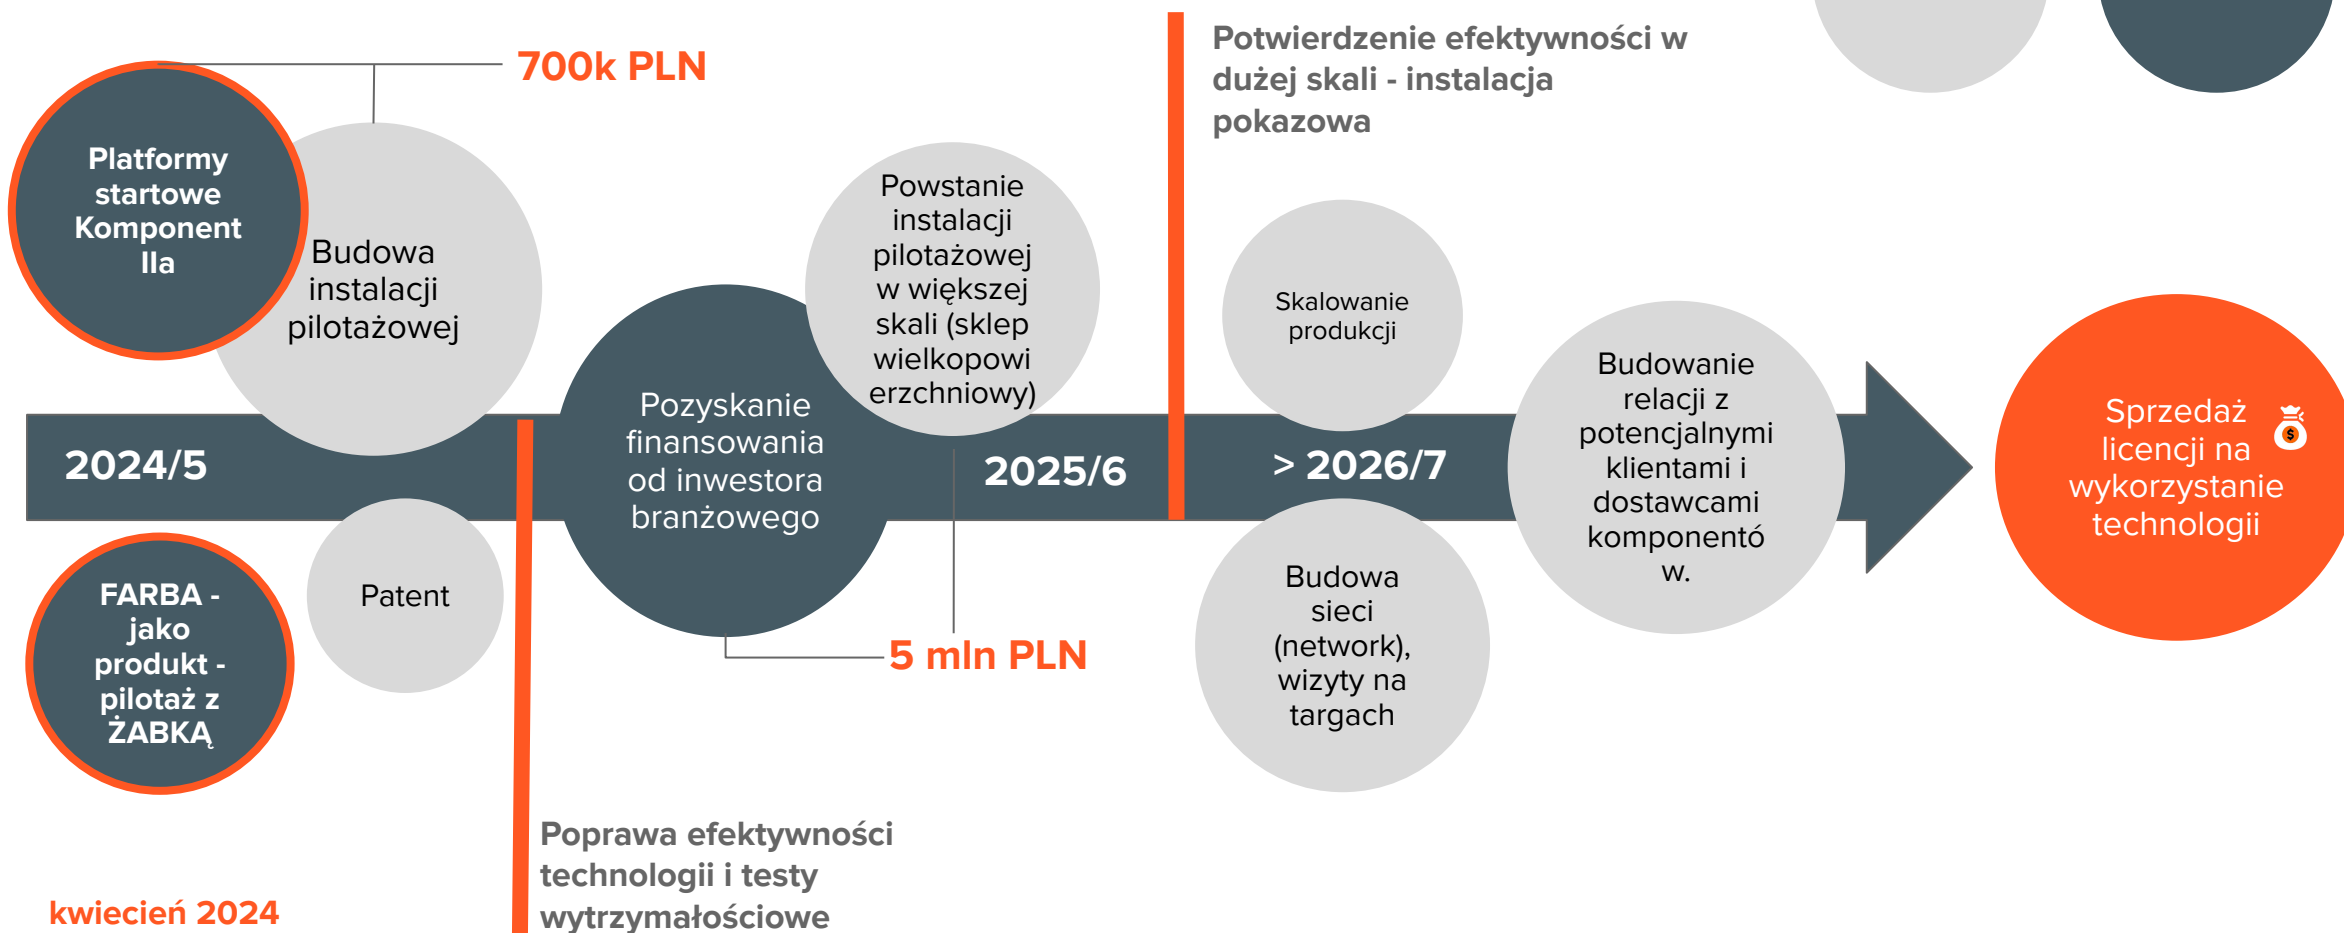 700k PLN
Potwierdzenie efektywności w
dużej skali - instalacja
pokazowa
Platformy
startowe
Komponent
IIa
Budowa
instalacji
pilotażowej
Powstanie
instalacji
pilotażowej
w większej
skali (sklep
wielkopowi
erzchniowy)
Skalowanie
produkcji
Pozyskanie
finansowania
od inwestora
branżowego
Budowanie
relacji z
potencjalnymi
klientami i
dostawcami
komponentó
w.
Sprzedaż
licencji na
wykorzystanie
technologii
2024/5
2025/6
> 2026/7
FARBA -
jako
produkt -
pilotaż z
ŻABKĄ
Patent
5 mln PLN
Budowa
sieci
(network),
wizyty na
targach
Poprawa efektywności
technologii i testy
wytrzymałościowe
kwiecień 2024